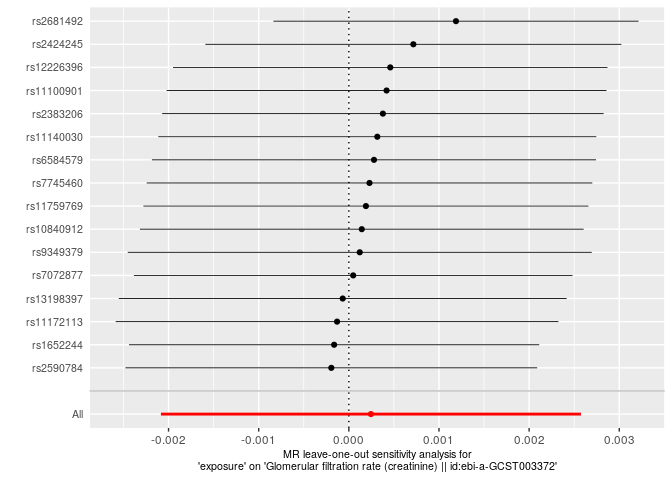 rs2681492
rs2424245
rs12226396
rs11100901
rs2383206
rs11140030
rs6584579
rs7745460
rs11759769
rs10840912
rs9349379
rs7072877
rs13198397
rs11172113
rs1652244
rs2590784
All
-0.002 -0.001 0.000 0.001 0.002 0.003
MR leave-one-out sensitivity analysis for
'exposure' on 'Glomerular filtration rate (creatinine) || id:ebi-a-GCST003372'